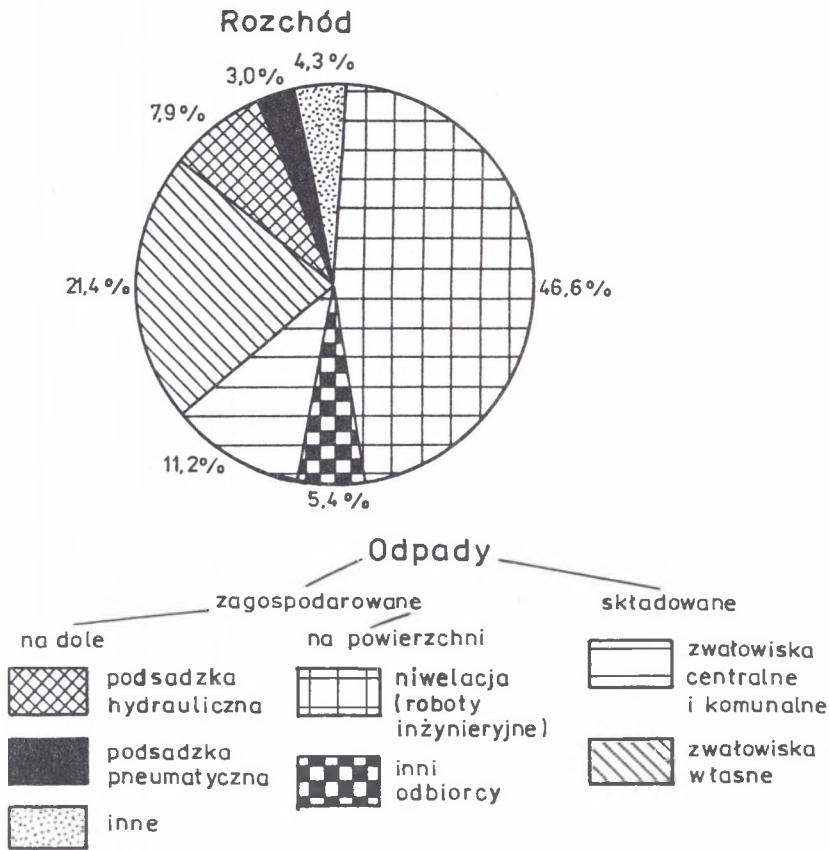 Rozchód
4,3%
3,0%
7,9%
21,4%
46,6%
11,2%
5,4%
Odpady
zagospodarowane
składowane
na dole
na powierzchni
podsadzka
hydrauliczna
podsadzka
pneumatyczna
inne
niwelacja
(roboty
inżynieryjne)
inni
odbiorcy
zwałowiska
centralne
i komunalne
zwałowiska
własne